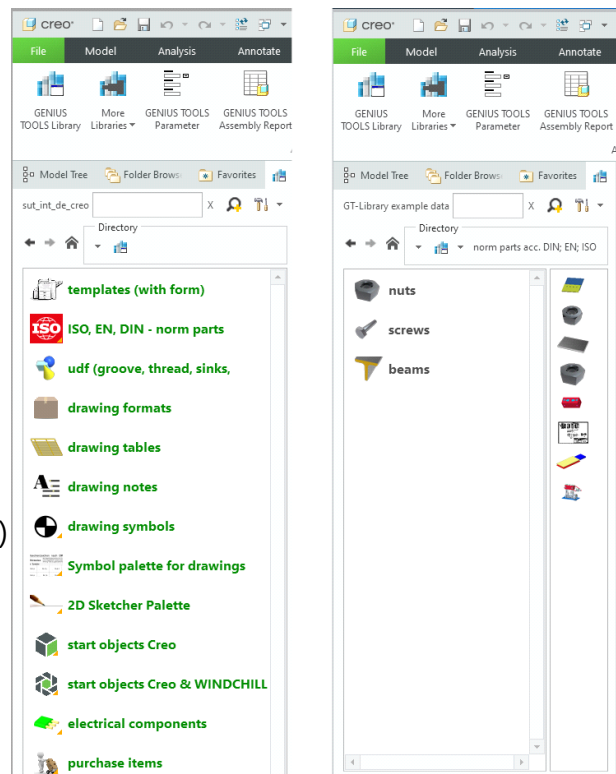 creo·
File Model Analysis Annotate
GENIUS TOOLS Library
More Libraries
GENIUS TOOLS Parameter
GENIUS TOOLS Assembly Report
Model Tree Folder Brows Favorites
sut_int_de_creo X
Directory
templates (with form)
ISO
ISO, EN, DIN - norm parts
udf (groove, thread, sinks,
drawing formats
drawing tables
A
drawing notes
drawing symbols
)
Symbol palette for drawings
2D Sketcher Palette
start objects Creo
start objects Creo & WINDCHILL
electrical components
purchase items
creo·
File Model Analysis Annotate
GENIUS TOOLS Library
More Libraries
GENIUS TOOLS Parameter
GENIUS TOOLS Assembly Report
A
Model Tree Folder Brows Favorites
GT-Library example data X
Directory
norm parts acc. DIN; EN; ISO
nuts
screws
beams